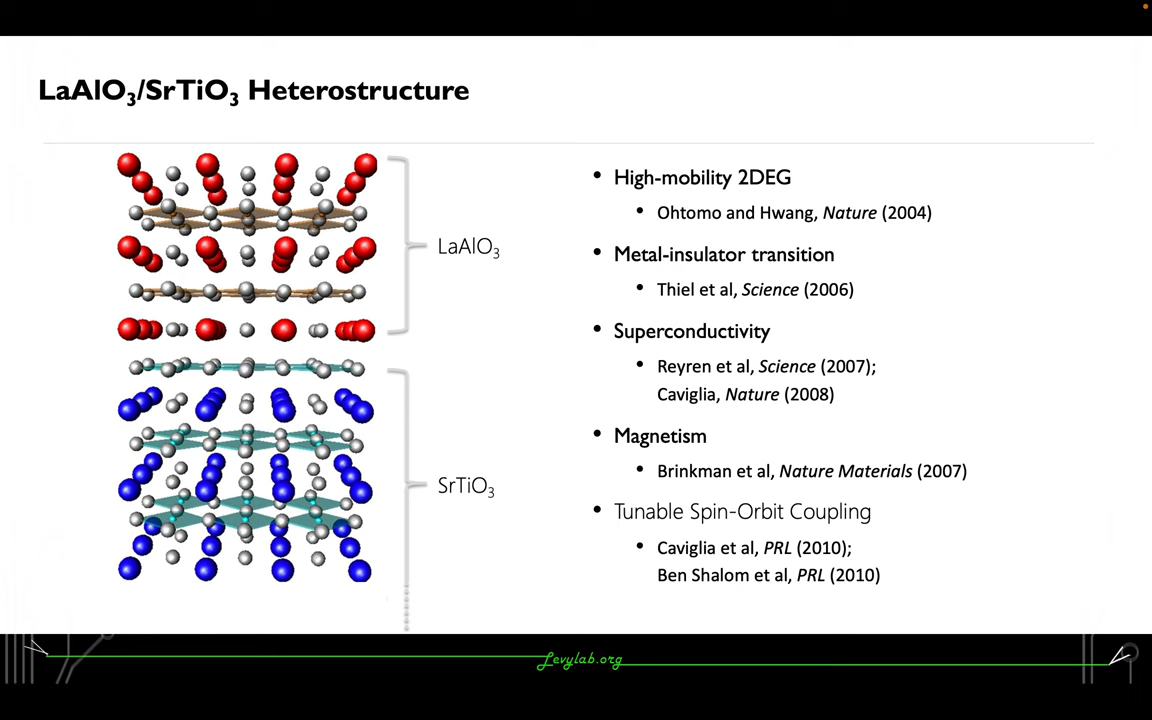 LaAlO₃/SrTiO₃ Heterostructure
LaAlO₃
SrTiO₃
• High-mobility 2DEG
• Ohtomo and Hwang, Nature (2004)
• Metal-insulator transition
• Thiel et al, Science (2006)
• Superconductivity
• Reyren et al, Science (2007);
Caviglia, Nature (2008)
• Magnetism
• Brinkman et al, Nature Materials (2007)
• Tunable Spin-Orbit Coupling
• Caviglia et al, PRL (2010);
Ben Shalom et al, PRL (2010)
Levylab.org